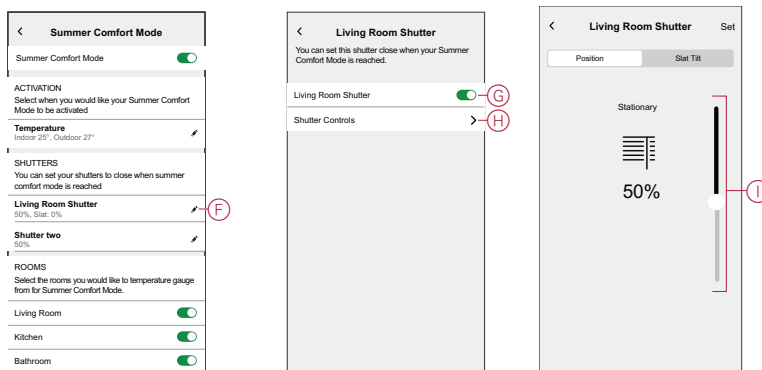 Summer Comfort Mode
Summer Comfort Mode
ACTIVATION
Select when you would like your Summer Comfort
Mode to be activated
Temperature
Indoor 25°, Outdoor 27°
SHUTTERS
You can set your shutters to close when summer
comfort mode is reached
Living Room Shutter
50%, Slat: 0%
F
Shutter two
50%
ROOMS
Select the rooms you would like to temperature gauge
from for Summer Comfort Mode.
Living Room
Kitchen
Bathroom
Living Room Shutter
You can set this shutter close when your Summer
Comfort Mode is reached.
Living Room Shutter
G
Shutter Controls
H
Living Room Shutter Set
Position Slat Tilt
Stationary
50%
I